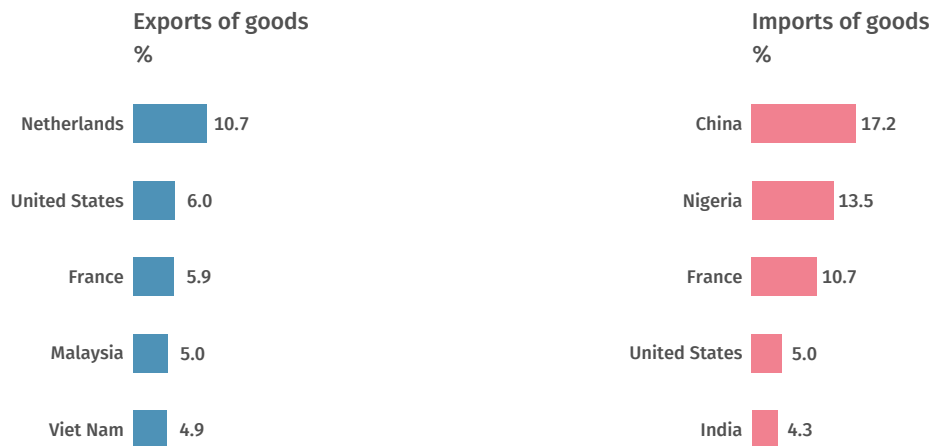 Exports of goods
%
Netherlands 10.7
United States 6.0
France 5.9
Malaysia 5.0
Viet Nam 4.9
Imports of goods
%
China 17.2
Nigeria 13.5
France 10.7
United States 5.0
India 4.3